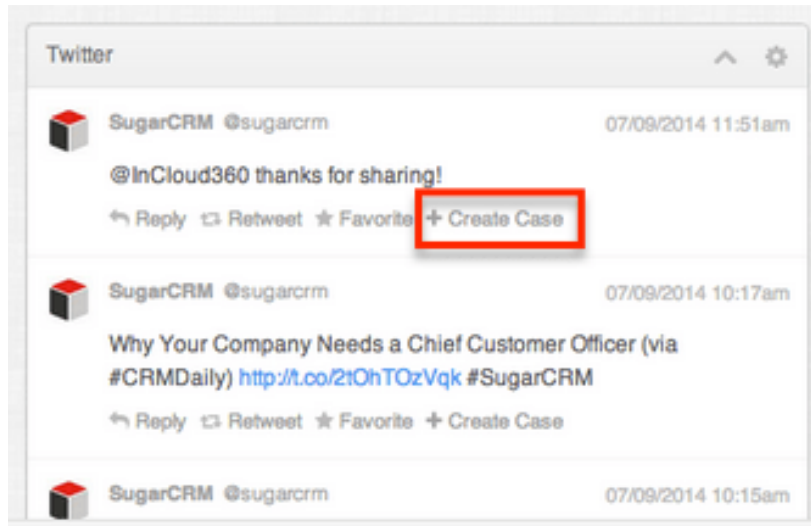 Twitter
SugarCRM @sugarcrm 07/09/2014 11:51am
@InCloud360 thanks for sharing!
Reply Retweet Favorite + Create Case
SugarCRM @sugarcrm 07/09/2014 10:17am
Why Your Company Needs a Chief Customer Officer (via
#CRMDaily) http://t.co/2tOhTOzVqk #SugarCRM
Reply Retweet Favorite + Create Case
SugarCRM @sugarcrm 07/09/2014 10:15am